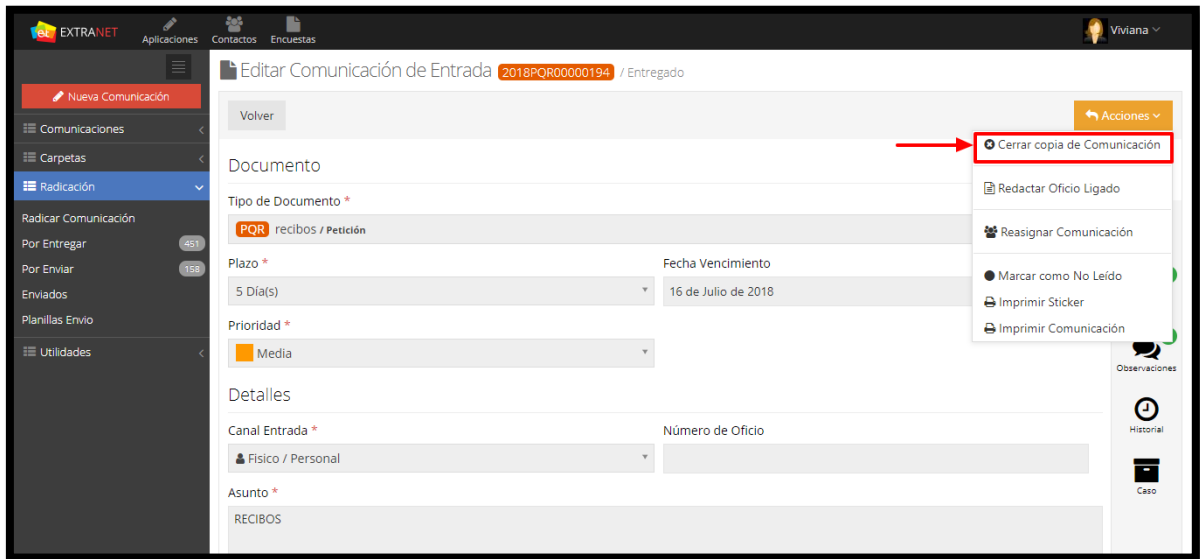 EXTRANET
Aplicaciones
Contactos
Encuestas
Viviana
Nueva Comunicación
Comunicaciones
Carpetas
Radicación
Radicar Comunicación
Por Entregar 451
Por Enviar 158
Enviados
Planillas Envio
Utilidades
Editar Comunicación de Entrada 2018PQR00000194 / Entregado
Volver
Acciones
Cerrar copia de Comunicación
Redactar Oficio Ligado
Reasignar Comunicación
Marcar como No Leído
Imprimir Sticker
Imprimir Comunicación
Documento
Tipo de Documento *
PQR recibos / Petición
Plazo *
Fecha Vencimiento
5 Día(s)
16 de Julio de 2018
Prioridad *
Media
Detalles
Canal Entrada *
Número de Oficio
Fisico / Personal
Asunto *
RECIBOS
Observaciones
Historial
Caso